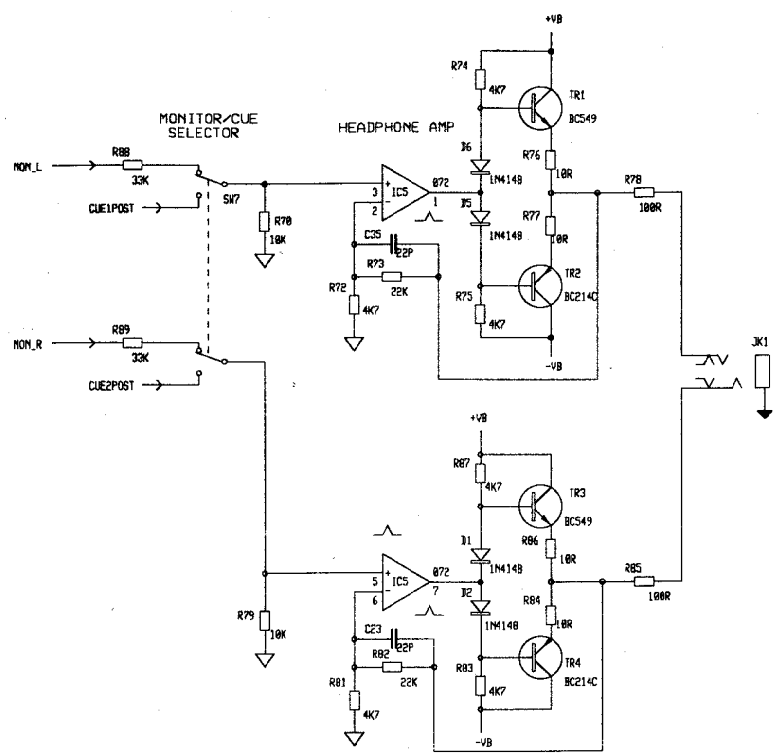 +VB
R74
4K7
TR1
BC549
MONITOR/CUE
SELECTOR
HEADPHONE AMP
R88
MON_L
33K
D6
1N4148
R76
10R
R78
100R
CUE1POST
SW7
+
3
-
2
IC5
072
1
D5
1N4148
R70
10K
R77
10R
C35
22P
R73
22K
R72
4K7
R75
4K7
TR2
BC214C
R89
MON_R
33K
CUE2POST
-VB
JK1
+VB
R87
4K7
TR3
BC549
R86
10R
D1
1N4148
+
5
-
6
IC5
072
7
D2
1N4148
R85
100R
R84
10R
R79
10K
C23
22P
R82
22K
R81
4K7
R83
4K7
TR4
BC214C
-VB